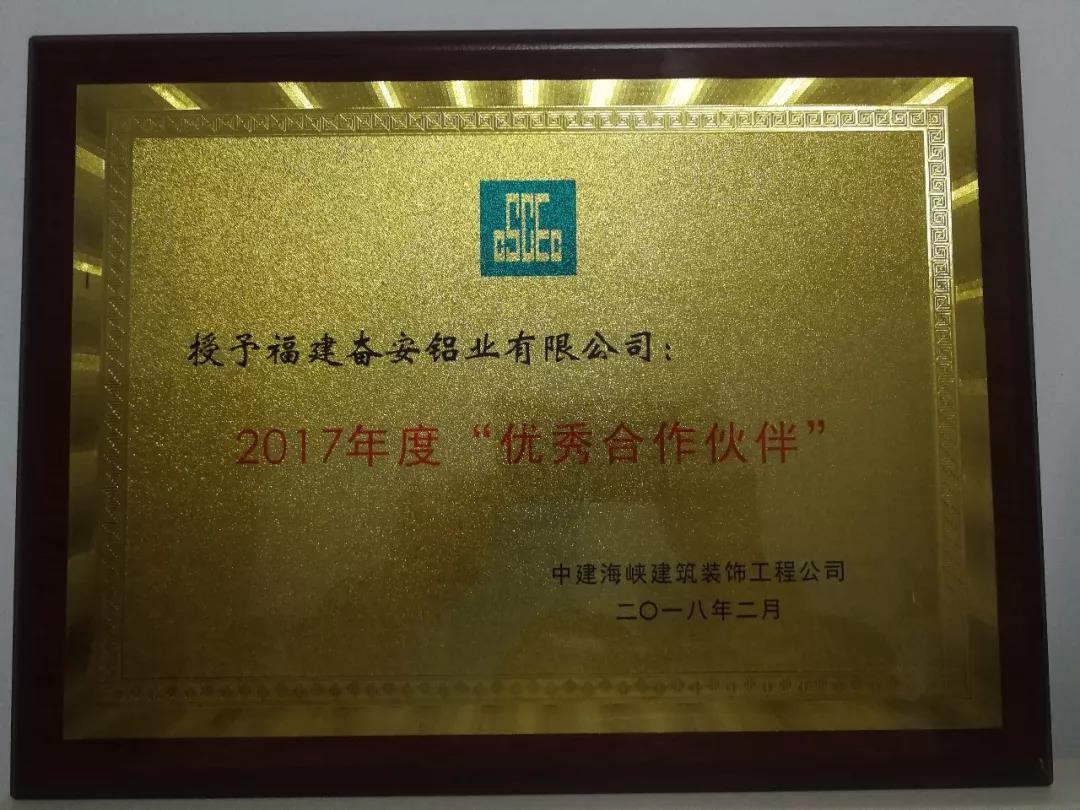 CSCEC
授予福建奋安铝业有限公司：
2017年度“优秀合作伙伴”
中建海峡建筑装饰工程公司
二〇一八年二月